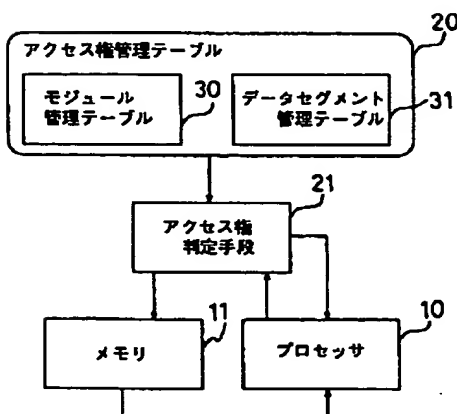 アクセス権管理テーブル
20
モジュール
管理テーブル
30
データセグメント
管理テーブル
31
アクセス権
判定手段
21
メモリ
11
プロセッサ
10